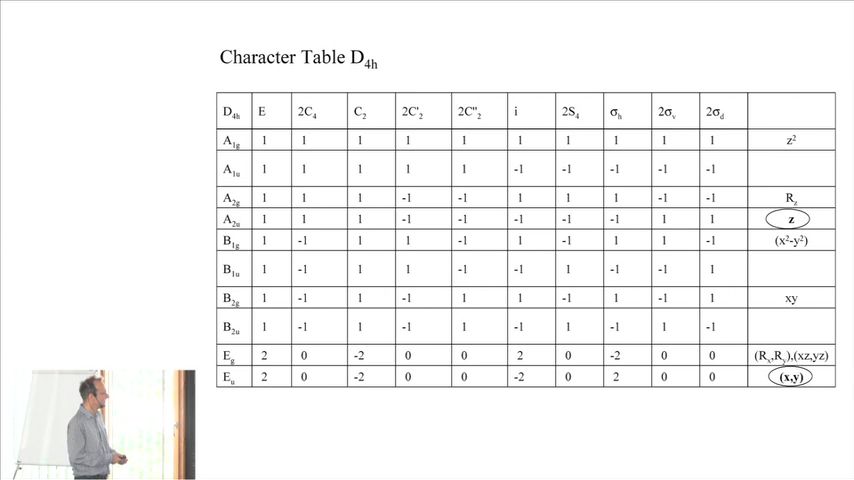 Character Table D4h
D4h E 2C4 C2 2C'2 2C"2 i 2S4 σh 2σv 2σd
A1g 1 1 1 1 1 1 1 1 1 1 z²
A1u 1 1 1 1 1 -1 -1 -1 -1 -1
A2g 1 1 1 -1 -1 1 1 1 -1 -1 Rz
A2u 1 1 1 -1 -1 -1 -1 -1 1 1 z
B1g 1 -1 1 1 -1 1 -1 1 1 -1 (x²-y²)
B1u 1 -1 1 1 -1 -1 1 -1 -1 1
B2g 1 -1 1 -1 1 1 -1 1 -1 1 xy
B2u 1 -1 1 -1 1 -1 1 -1 1 -1
Eg 2 0 -2 0 0 2 0 -2 0 0 (Rx,Ry),(xz,yz)
Eu 2 0 -2 0 0 -2 0 2 0 0 (x,y)